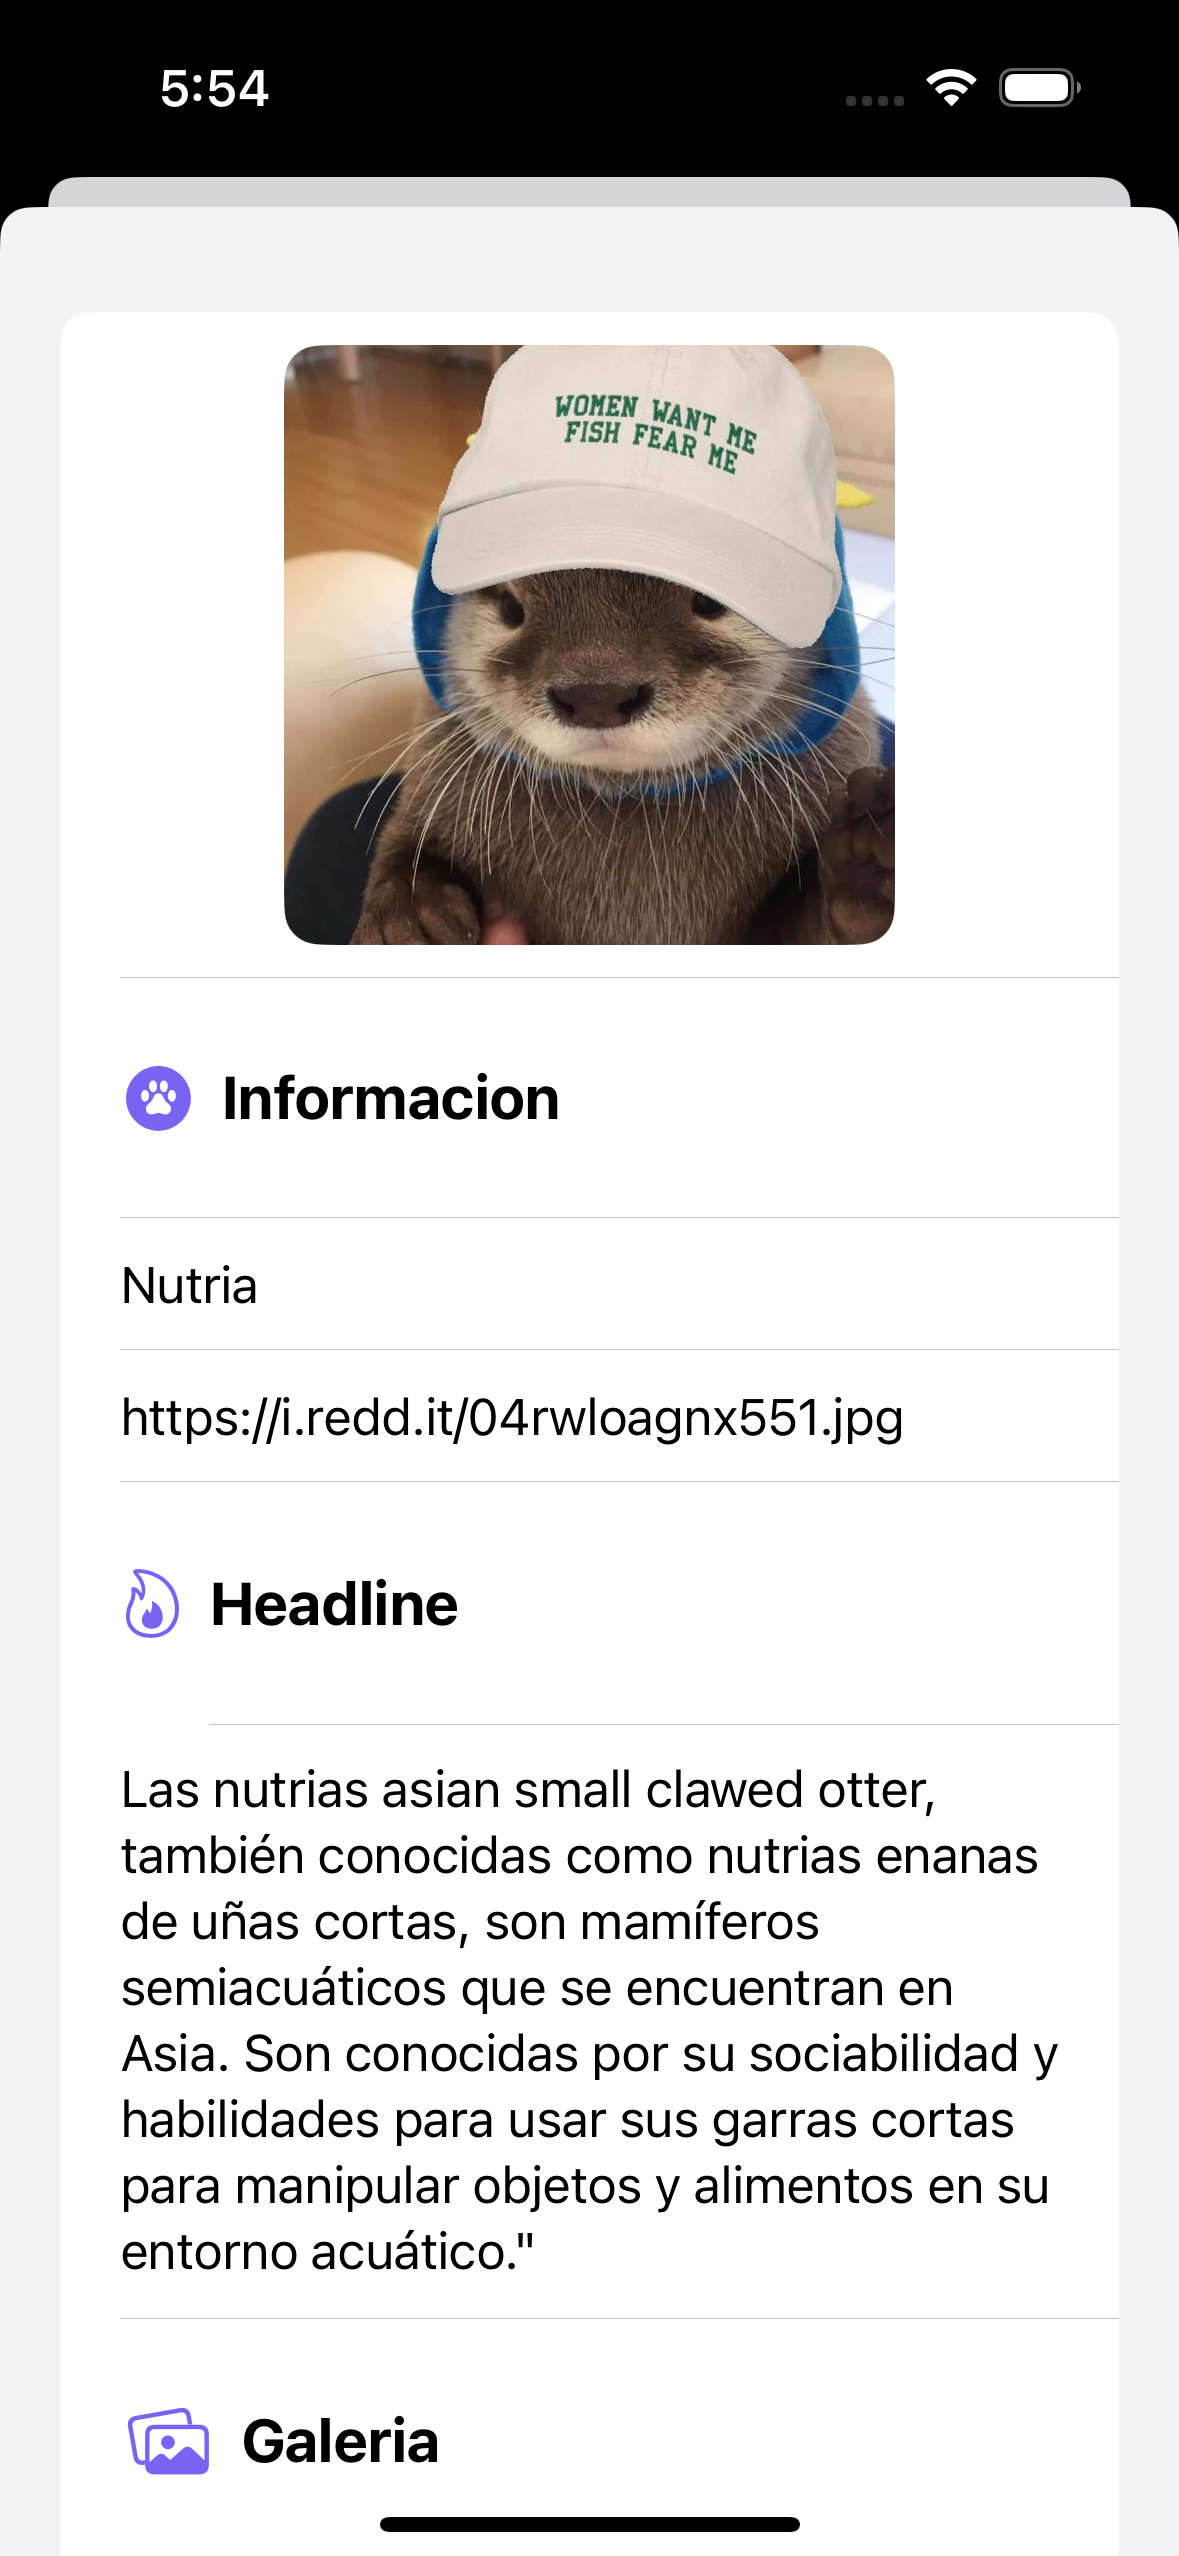 5:54
WOMEN WANT ME
FISH FEAR ME
Informacion
Nutria
https://i.redd.it/04rwloagnx551.jpg
Headline
Las nutrias asian small clawed otter,
también conocidas como nutrias enanas
de uñas cortas, son mamíferos
semiacuáticos que se encuentran en
Asia. Son conocidas por su sociabilidad y
habilidades para usar sus garras cortas
para manipular objetos y alimentos en su
entorno acuático."
Galeria